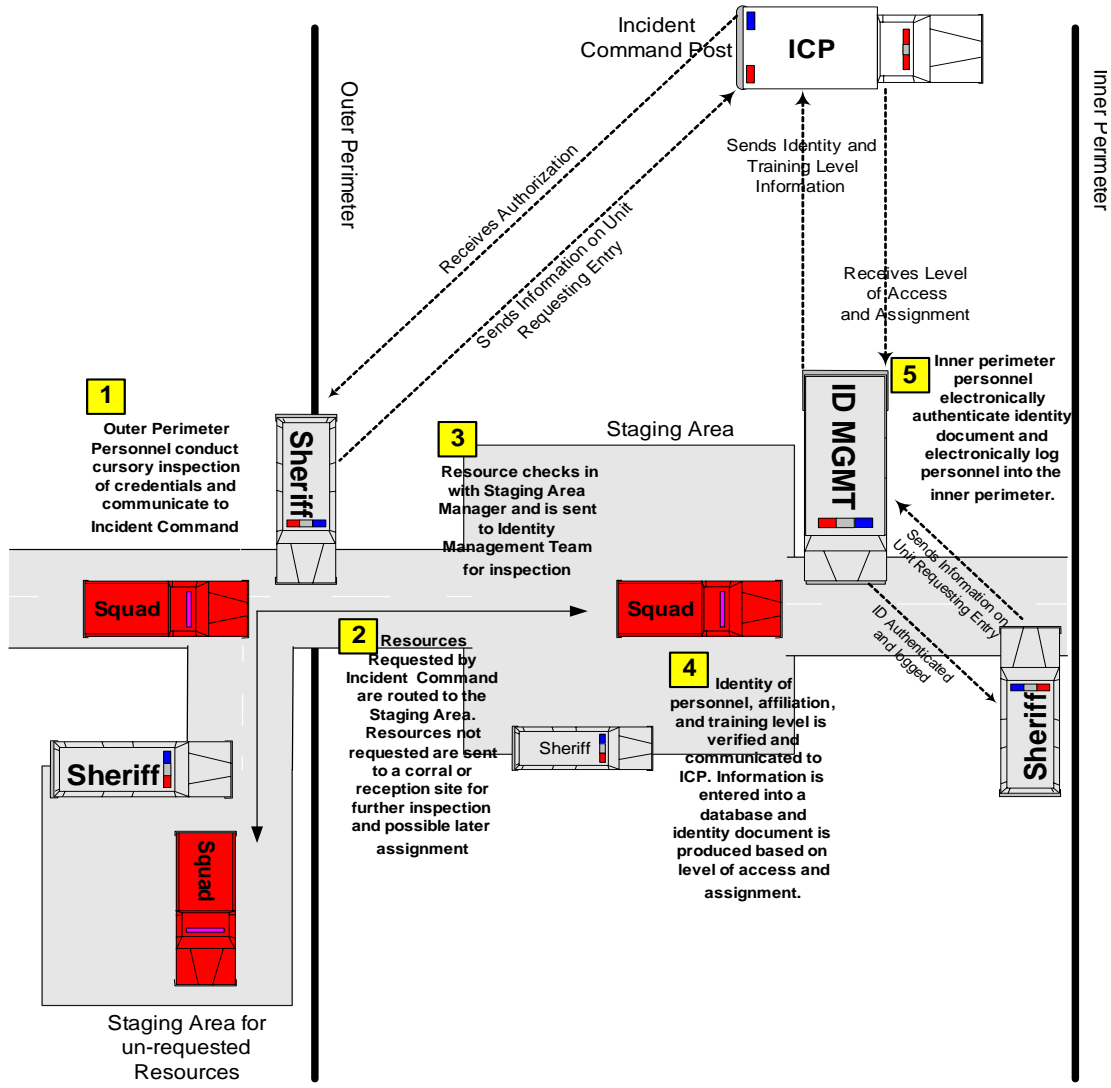 Incident
Command Post
ICP
Outer Perimeter
Inner Perimeter
Sends Identity and
Training Level
Information
Receives Authorization
Sends Information on Unit
Requesting Entry
Receives Level
of Access
and Assignment
1
Outer Perimeter
Personnel conduct
cursory inspection
of credentials and
communicate to
Incident Command
Sheriff
3
Resource checks in
with Staging Area
Manager and is sent
to Identity
Management Team
for inspection
Staging Area
ID MGMT
5
Inner perimeter
personnel
electronically
authenticate identity
document and
electronically log
personnel into the
inner perimeter.
Sends Information on
Unit Requesting Entry
ID Authenticated
and logged
Squad
Squad
2
Resources
Requested by
Incident Command
are routed to the
Staging Area.
Resources not
requested are sent
to a corral or
reception site for
further inspection
and possible later
assignment
4
Identity of
personnel, affiliation,
and training level is
verified and
communicated to
ICP. Information is
entered into a
database and
identity document is
produced based on
level of access and
assignment.
Sheriff
Sheriff
Sheriff
Squad
Staging Area for
un-requested
Resources